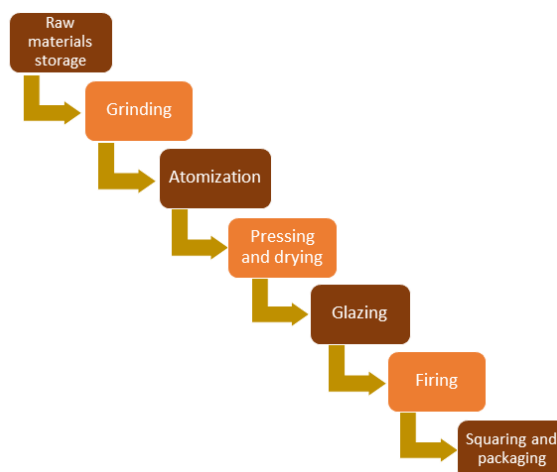 Raw
materials
storage
Grinding
Atomization
Pressing
and drying
Glazing
Firing
Squaring and
packaging